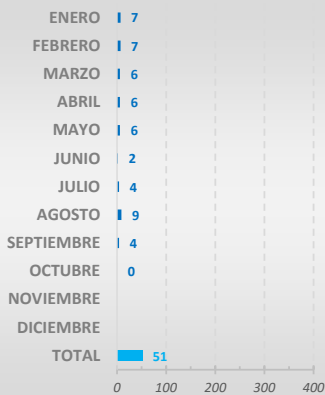 ENERO 7
FEBRERO 7
MARZO 6
ABRIL 6
MAYO 6
JUNIO 2
JULIO 4
AGOSTO 9
SEPTIEMBRE 4
OCTUBRE 0
NOVIEMBRE
DICIEMBRE
TOTAL 51
0 100 200 300 400